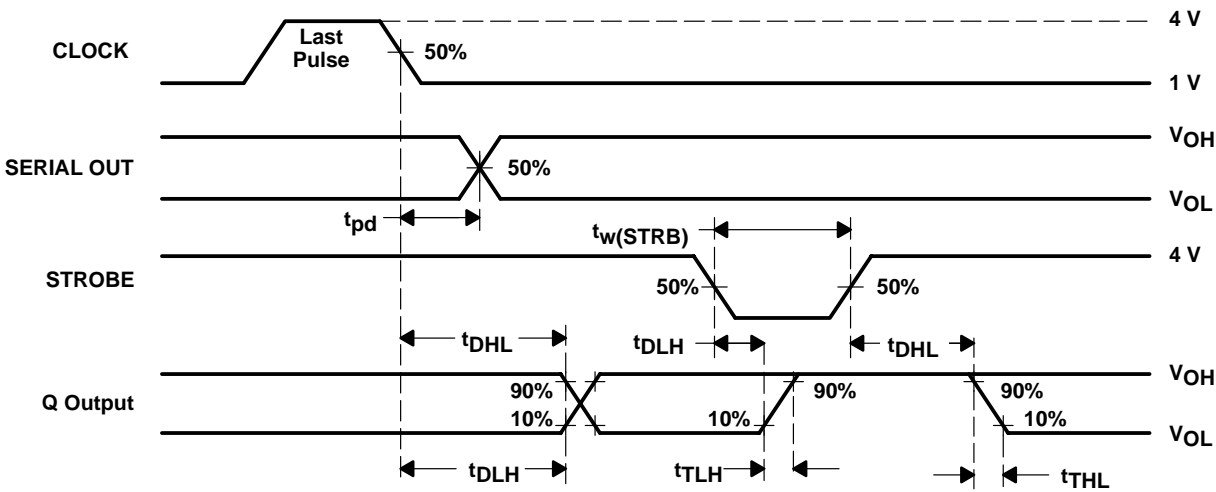 4 V
Last
Pulse
CLOCK
50%
1 V
VOH
SERIAL OUT
50%
VOL
tpd
tw(STRB)
4 V
STROBE
50%
50%
tDHL
tDLH
tDHL
VOH
90%
90%
90%
Q Output
10%
10%
10%
VOL
tDLH
tTLH
tTHL